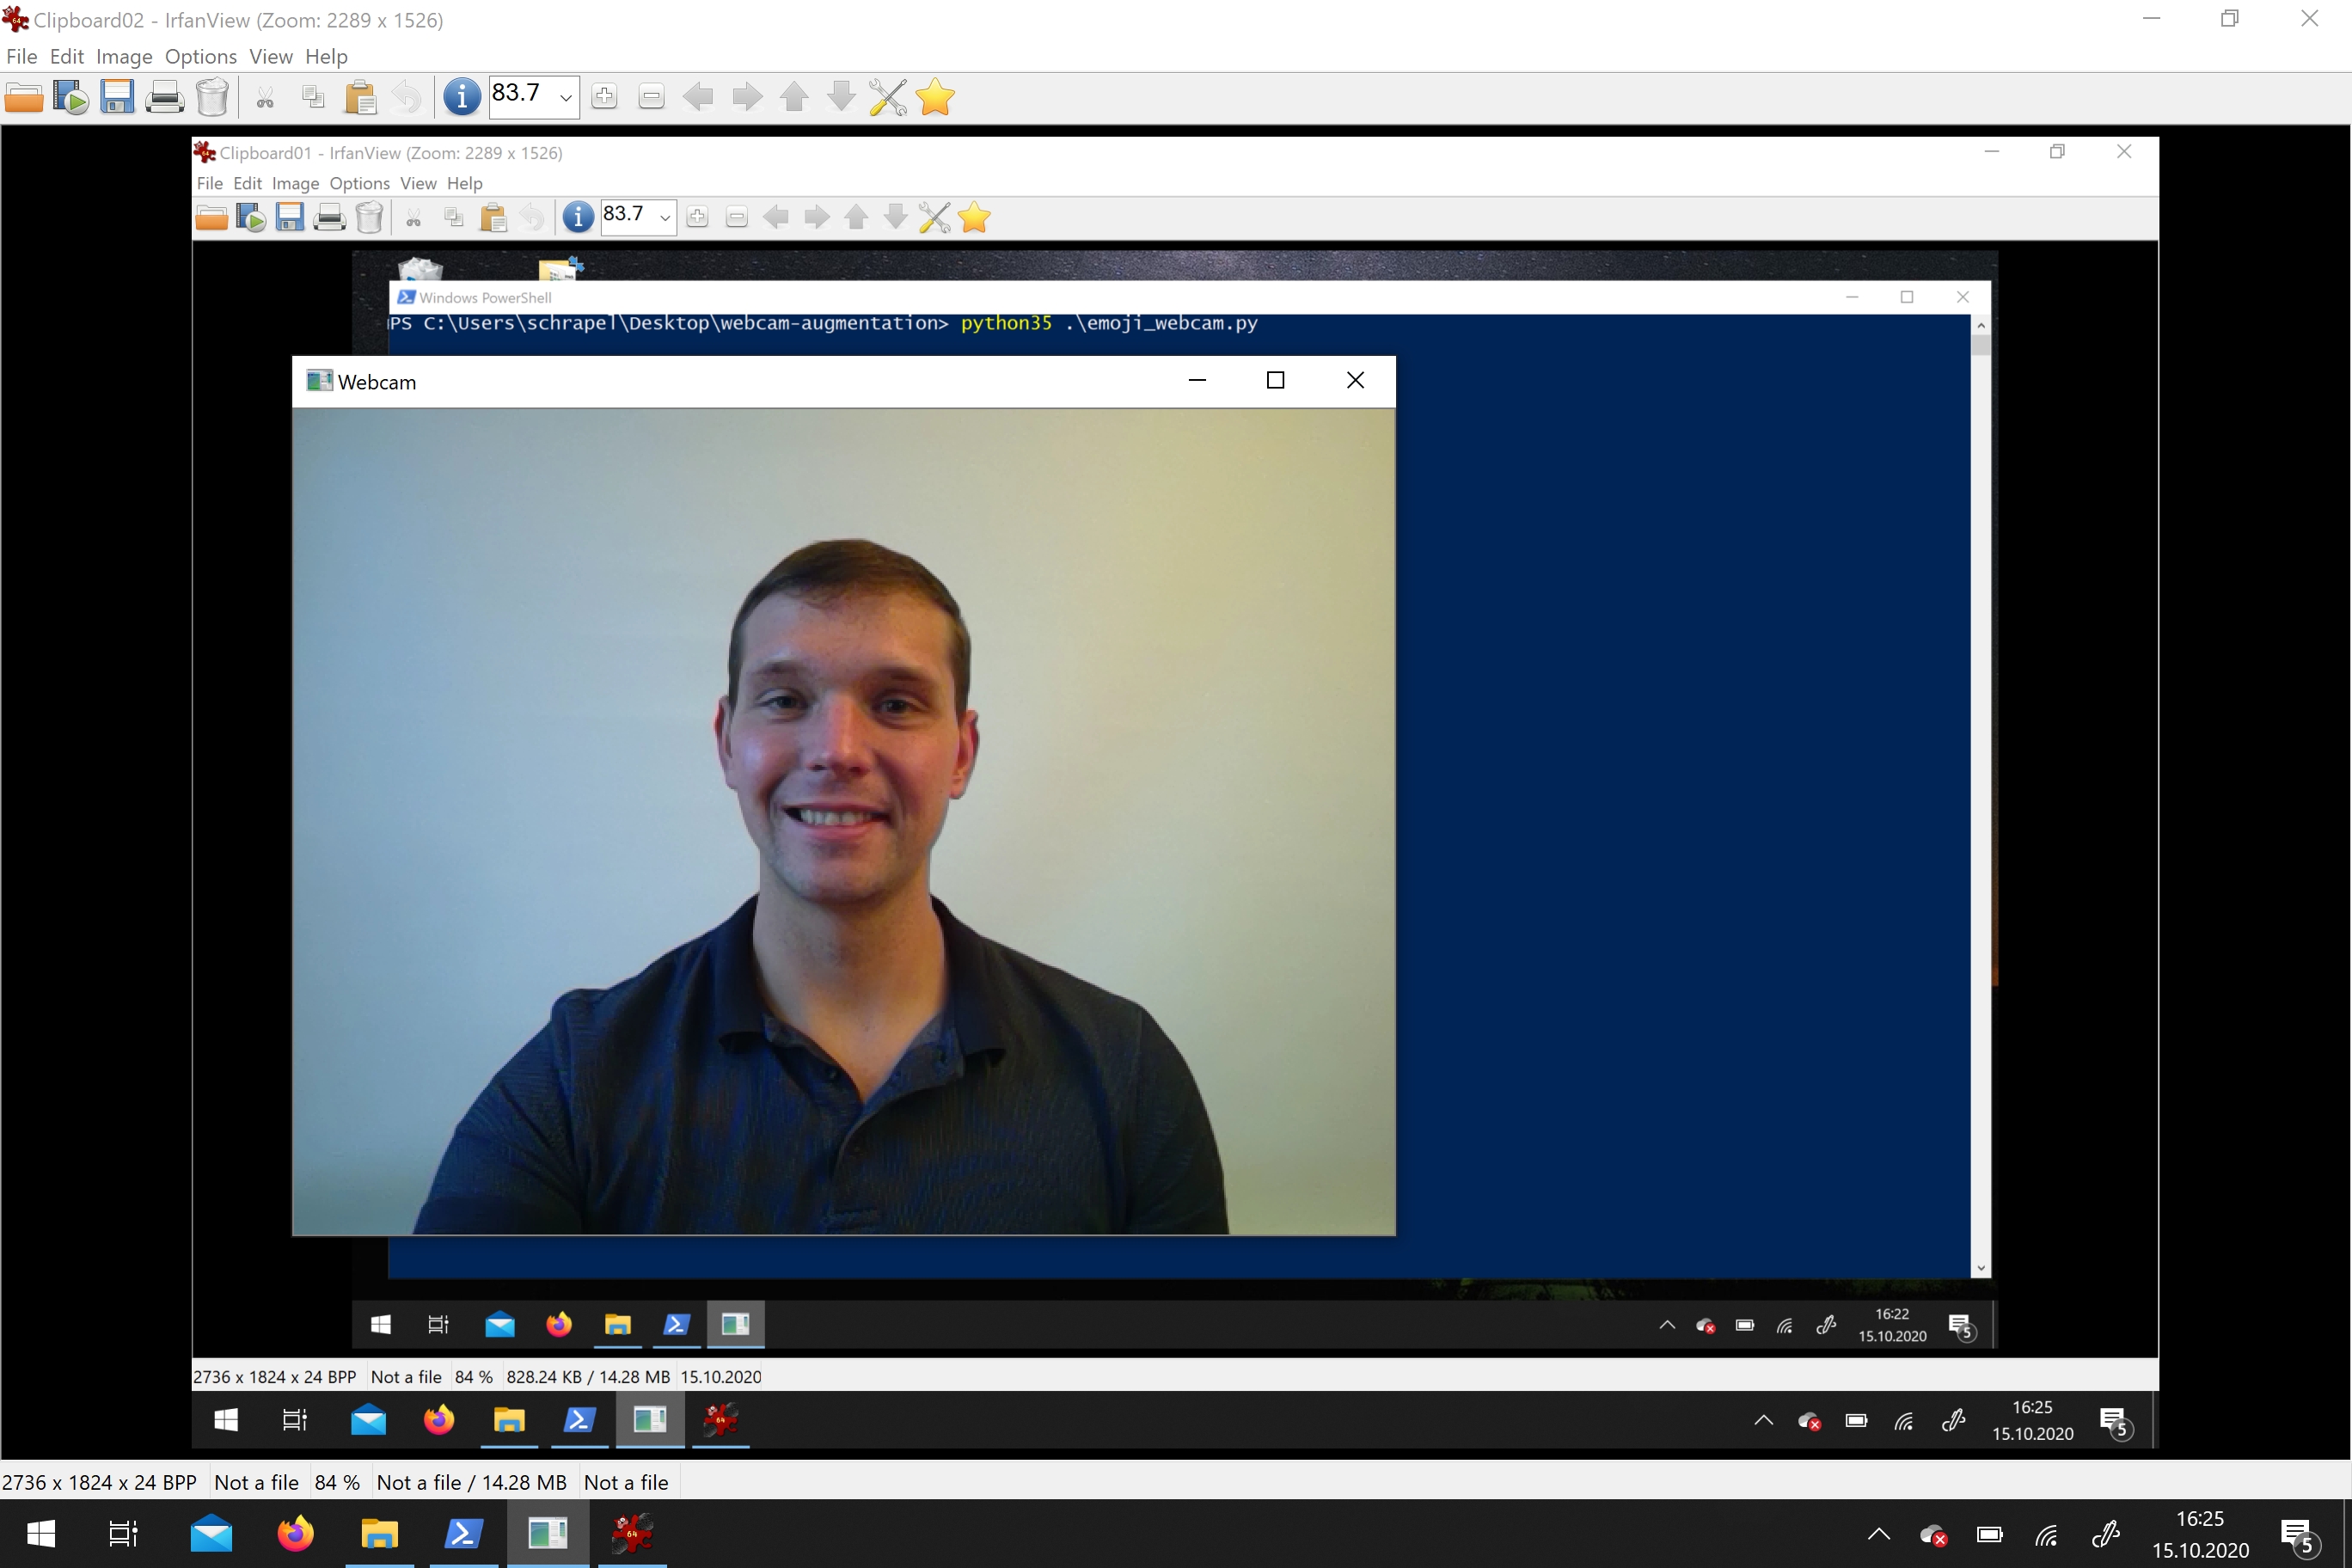 Clipboard02 - IrfanView (Zoom: 2289 x 1526)
File Edit Image Options View Help
83.7
Clipboard01 - IrfanView (Zoom: 2289 x 1526)
File Edit Image Options View Help
83.7
Windows PowerShell
PS C:\Users\schrapel\Desktop\webcam-augmentation> python35 .\emoji_webcam.py
Webcam
16:22
15.10.2020
5
2736 x 1824 x 24 BPP Not a file 84 % 828.24 KB / 14.28 MB 15.10.2020
64
16:25
15.10.2020
5
2736 x 1824 x 24 BPP Not a file 84 % Not a file / 14.28 MB Not a file
64
16:25
15.10.2020
5